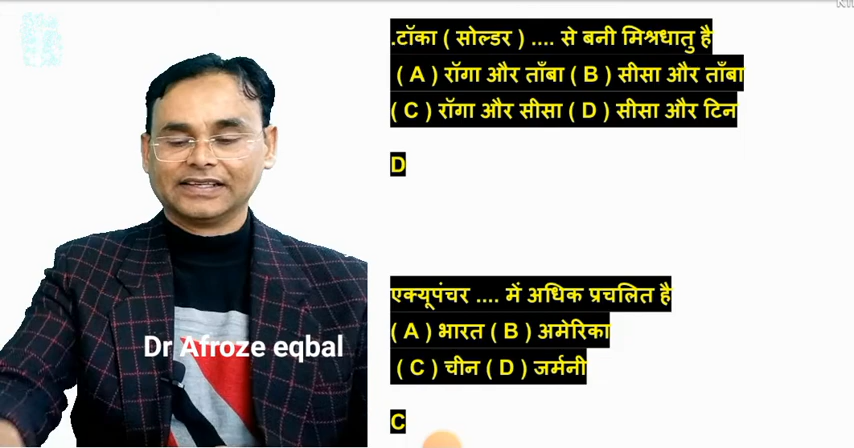 .टॉका ( सोल्डर ) .... से बनी मिश्रधातु है
( A ) रॉगा और ताँबा ( B ) सीसा और ताँबा
( C ) रॉगा और सीसा ( D ) सीसा और टिन
D
एक्यूपंचर .... में अधिक प्रचलित है
( A ) भारत ( B ) अमेरिका
( C ) चीन ( D ) जर्मनी
C
Dr Afroze eqbal